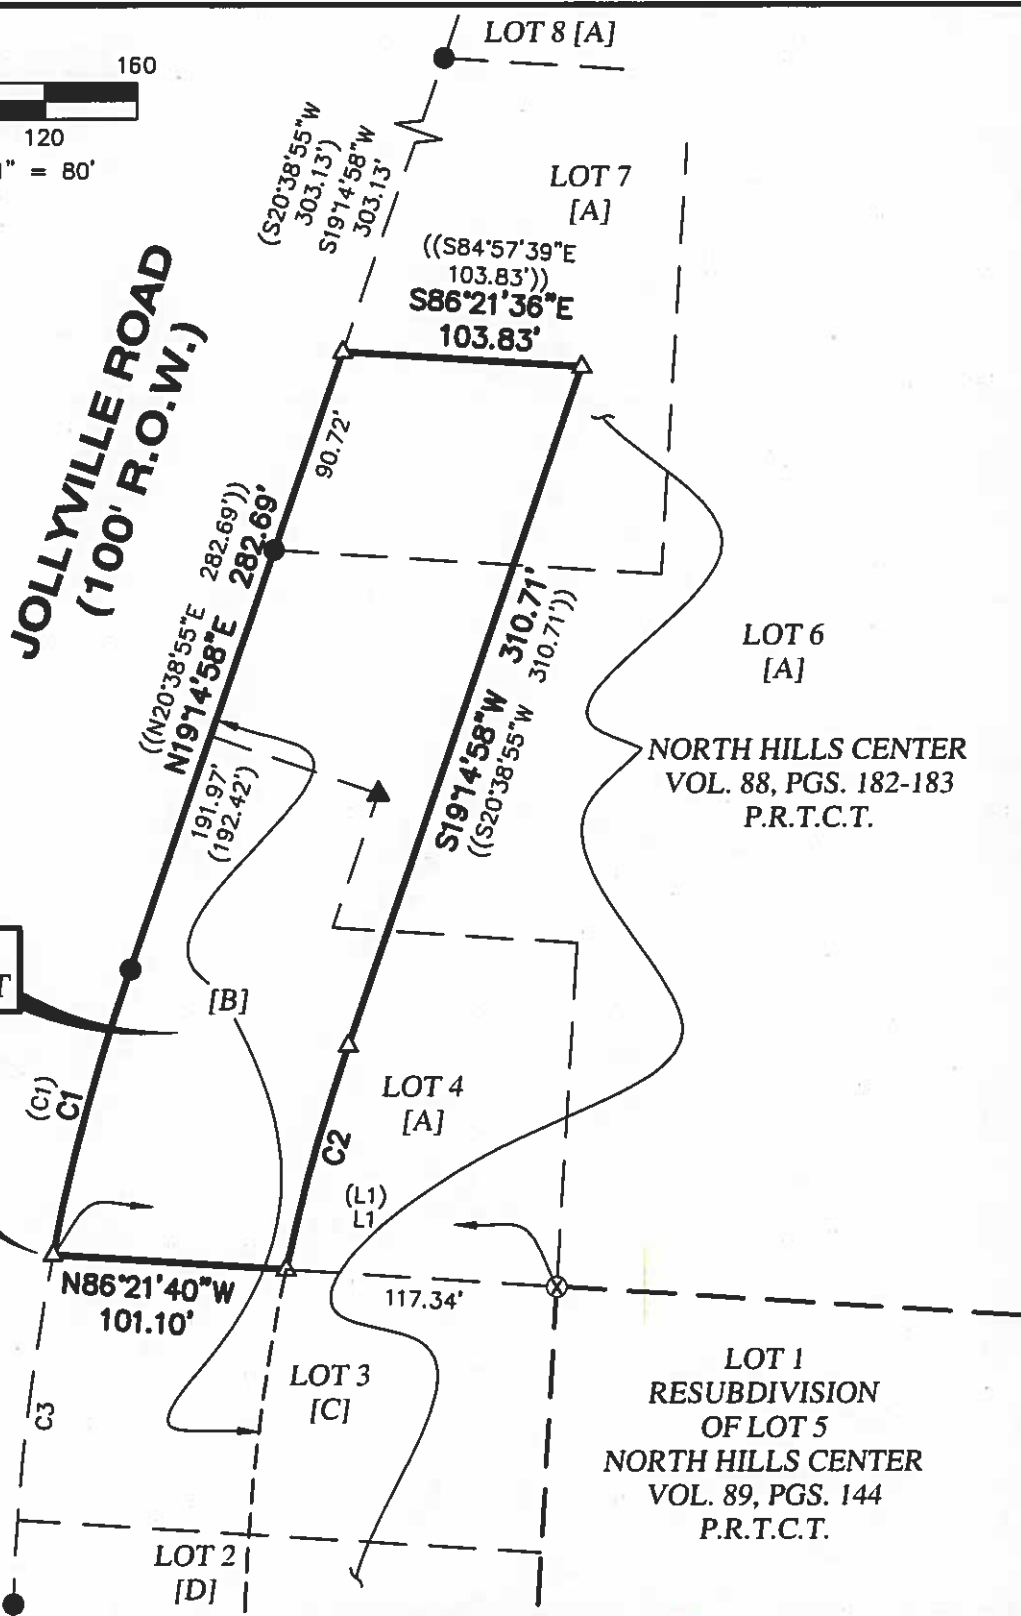 LOT 8 [A]
160
120
1" = 80'
(S20°38'55"W
303.13')
S19°14'58"W
303.13'
LOT 7
[A]
((S84°57'39"E
103.83'))
S86°21'36"E
103.83'
JOLLYVILLE ROAD
(100' R.O.W.)
90.72'
((N20°38'55"E 282.69'))
N19°14'58"E 282.69'
191.97'
(192.42')
S19°14'58"W 310.71'
((S20°38'55"W 310.71'))
LOT 6
[A]
NORTH HILLS CENTER
VOL. 88, PGS. 182-183
P.R.T.C.T.
T
[B]
(C1)
C1
LOT 4
[A]
C2
(L1)
L1
N86°21'40"W
101.10'
117.34'
C3
LOT 3
[C]
LOT 1
RESUBDIVISION
OF LOT 5
NORTH HILLS CENTER
VOL. 89, PGS. 144
P.R.T.C.T.
LOT 2
[D]